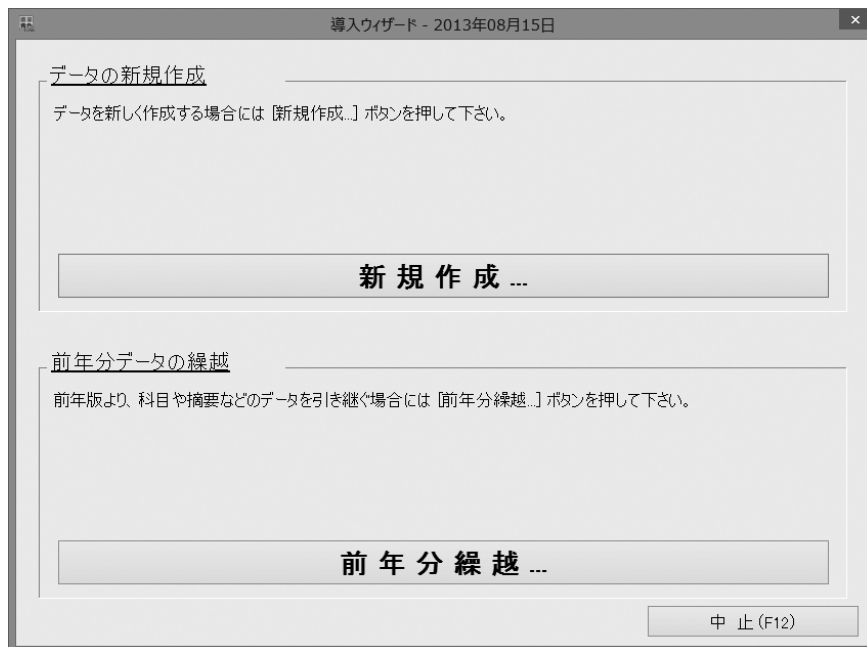 導入ウィザード - 2013年08月15日
データの新規作成
データを新しく作成する場合には [新規作成...] ボタンを押して下さい。
新規作成...
前年分データの繰越
前年版より、科目や摘要などのデータを引き継ぐ場合には [前年分繰越...] ボタンを押して下さい。
前年分繰越...
中 止(F12)